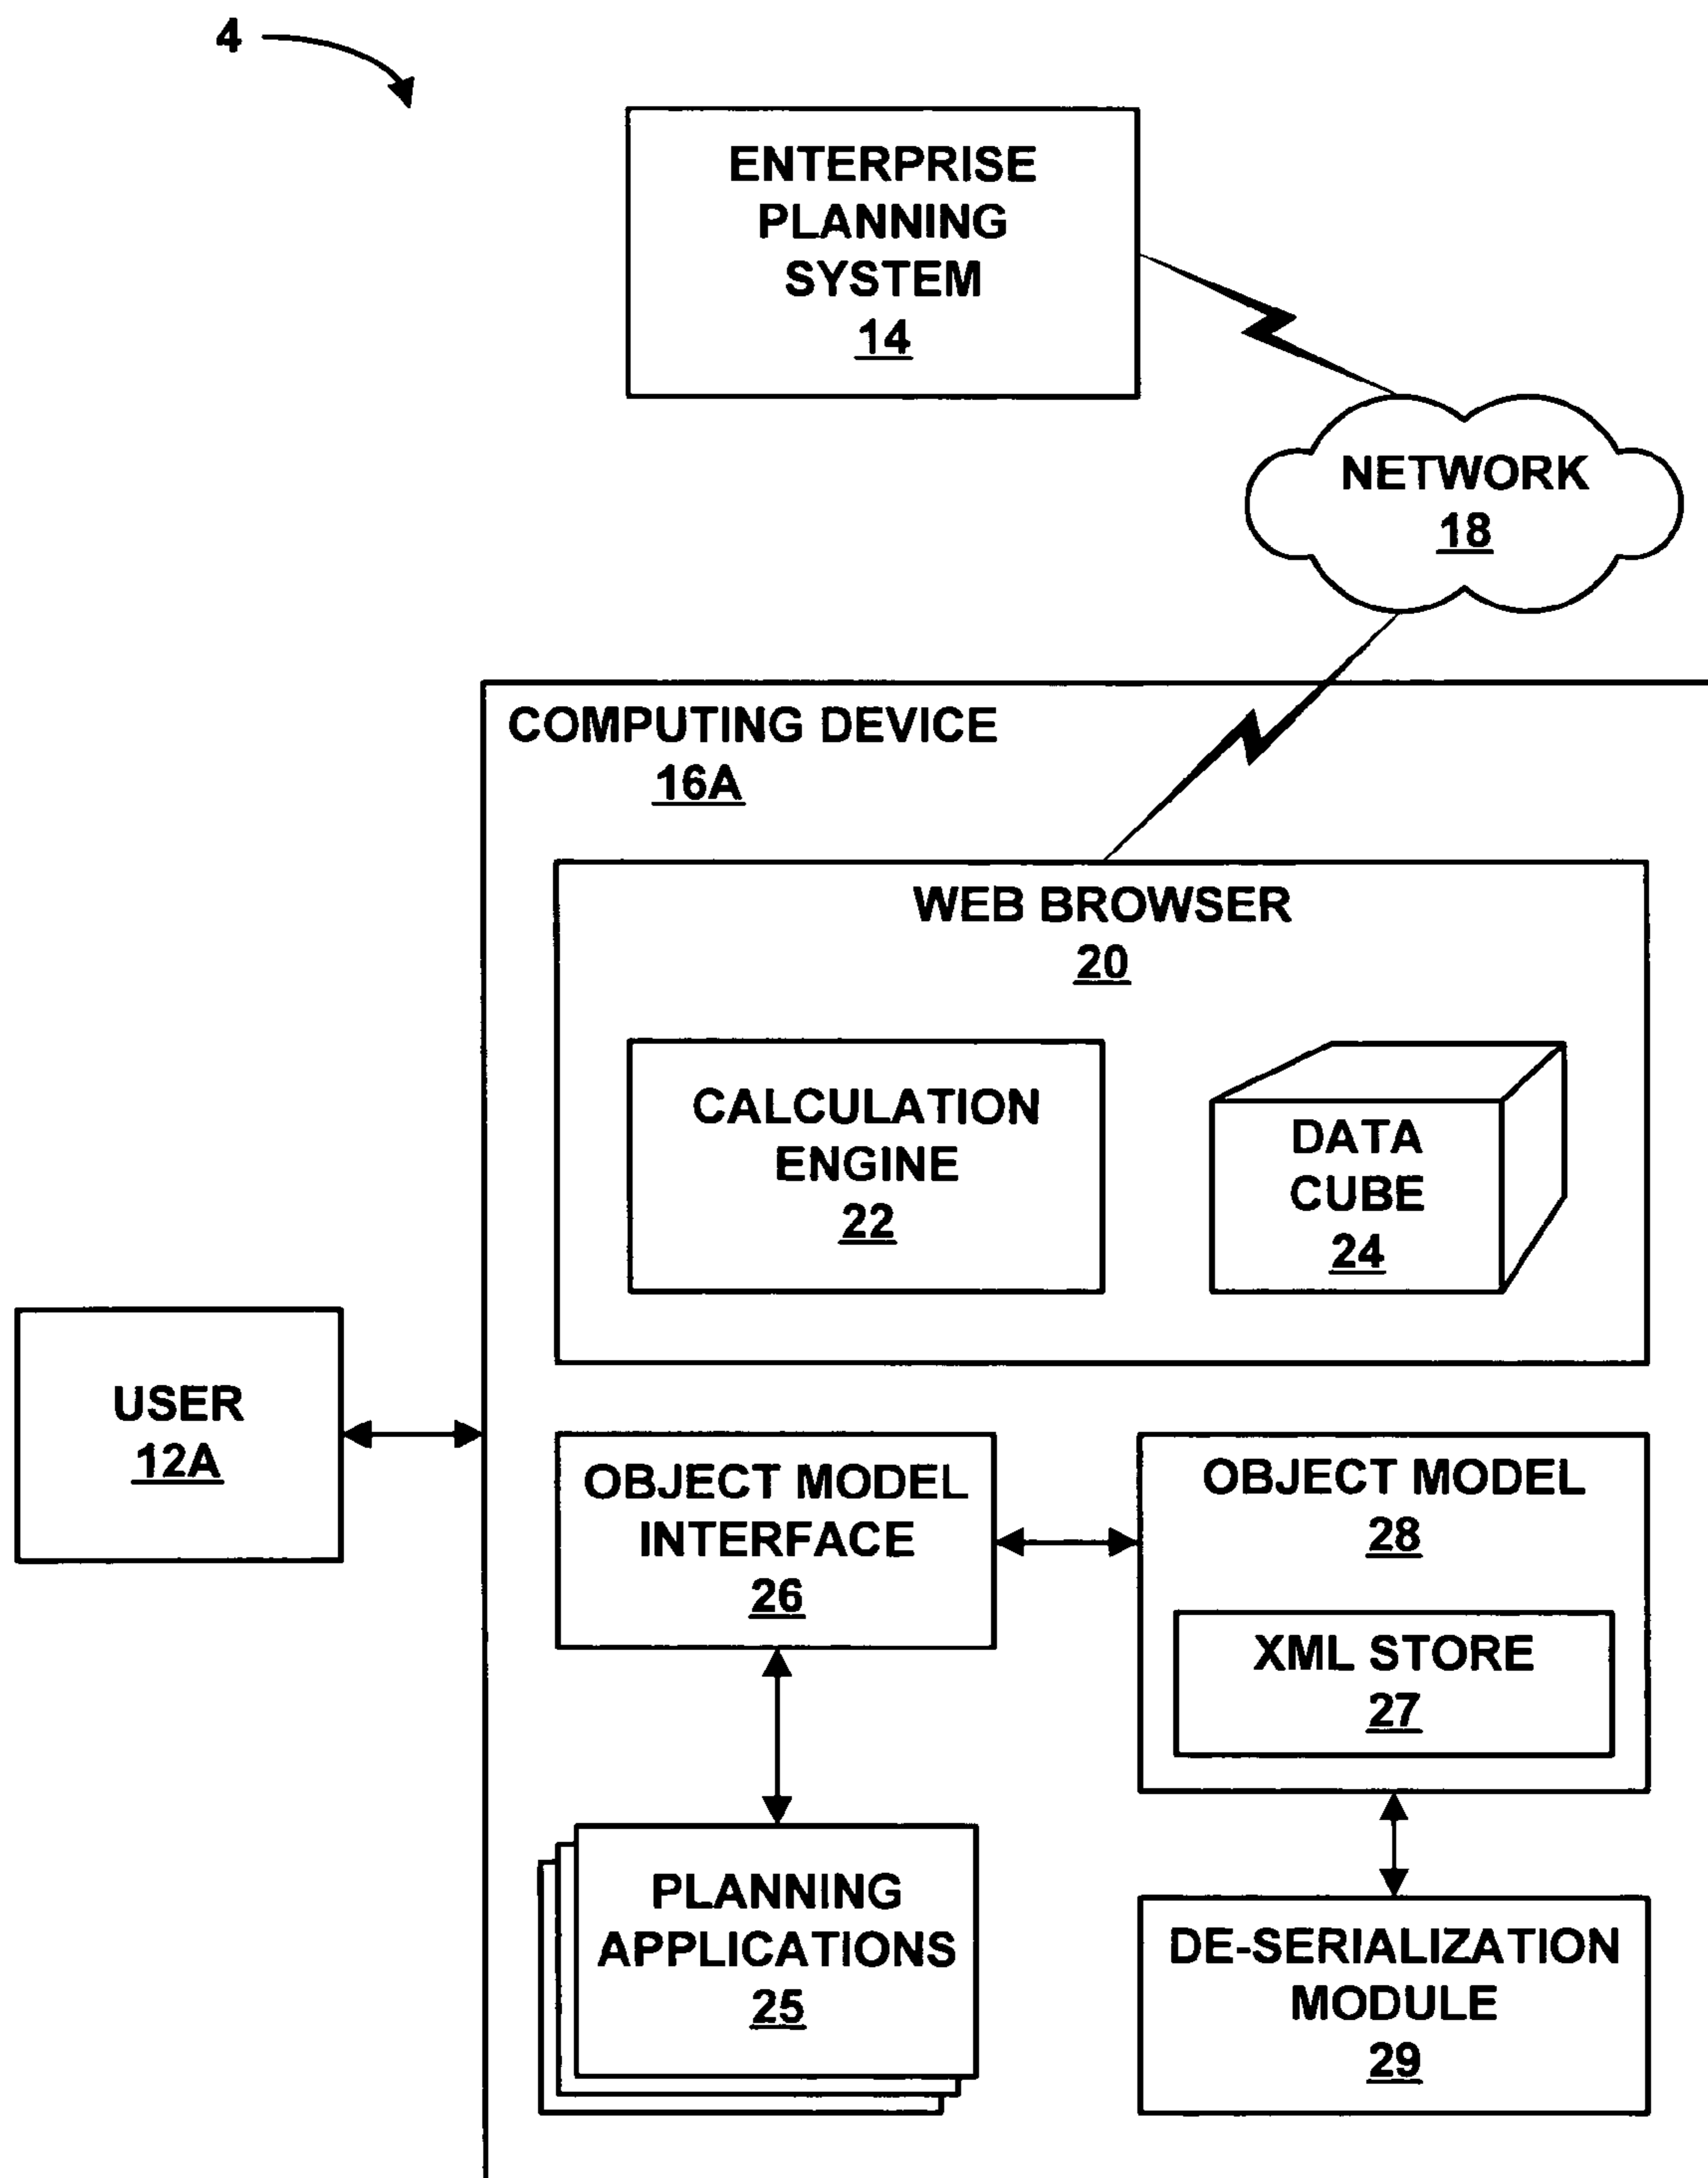 4
ENTERPRISE
PLANNING
SYSTEM
14
NETWORK
18
COMPUTING DEVICE
16A
WEB BROWSER
20
CALCULATION
ENGINE
22
DATA
CUBE
24
USER
12A
OBJECT MODEL
INTERFACE
26
OBJECT MODEL
28
XML STORE
27
PLANNING
APPLICATIONS
25
DE-SERIALIZATION
MODULE
29